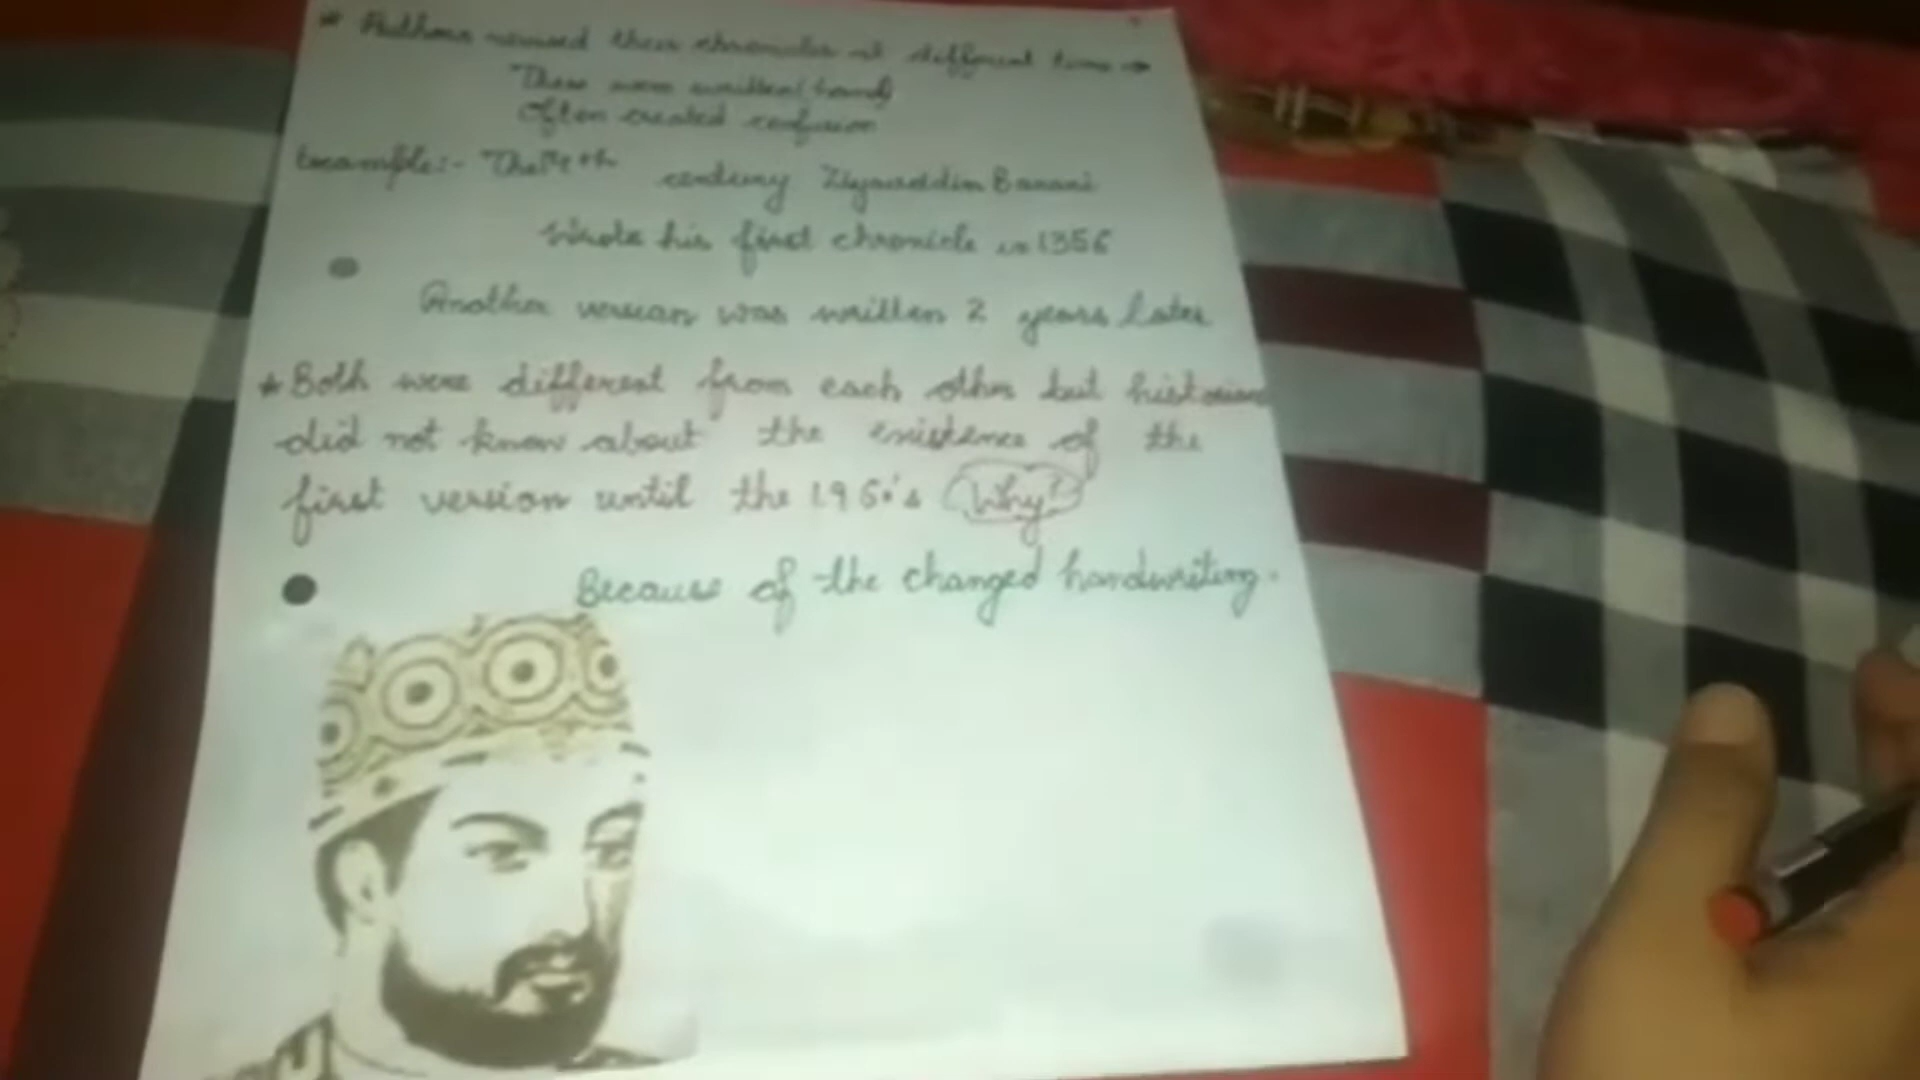 * Authors revised their chronicles at different time →
These were written (hand)
Often created confusion
Example:- The 14th century Ziyauddin Barani
Wrote his first chronicle in 1356
Another version was written 2 years later
* Both were different from each other but historians
did not know about the existence of the
first version until the 1960's Why?
Because of the changed handwriting.